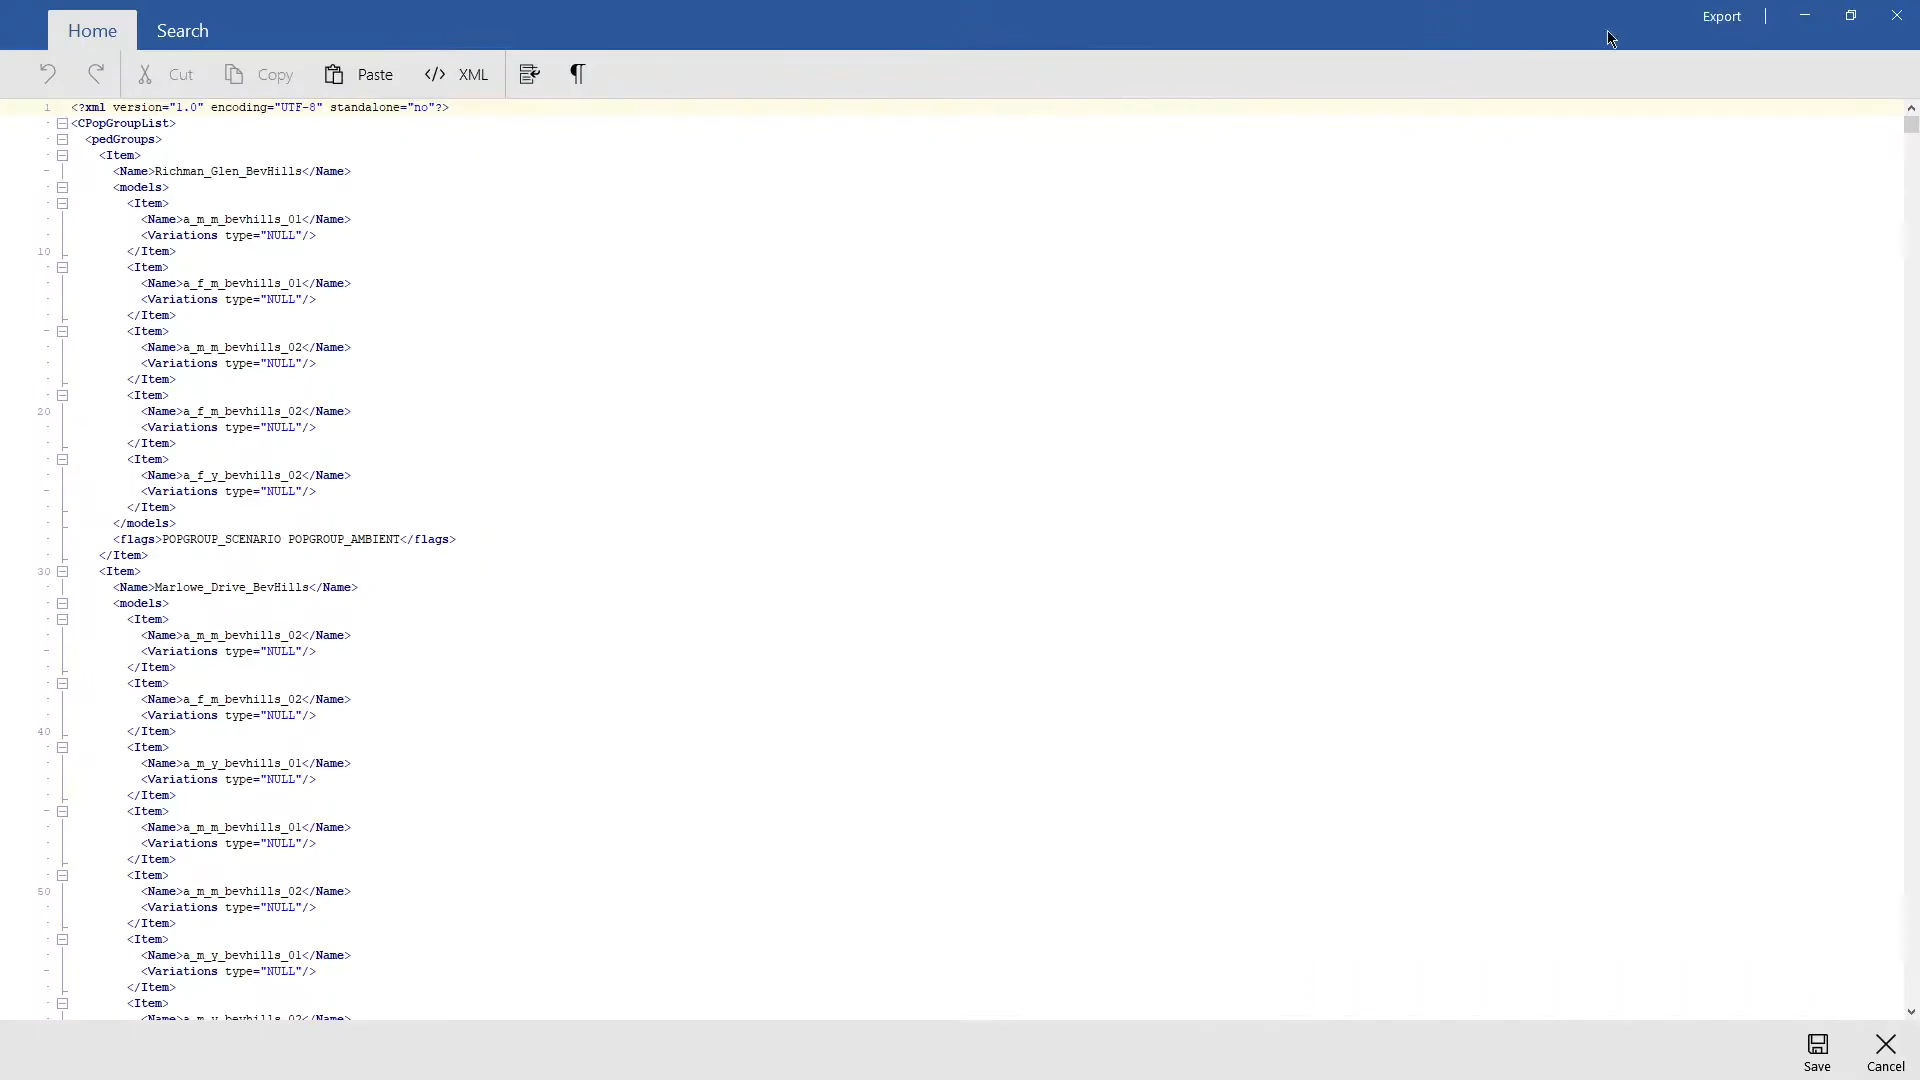 Home Search Export
Cut Copy Paste </> XML ¶
1 <?xml version="1.0" encoding="UTF-8" standalone="no"?>
<CPopGroupList>
<pedGroups>
<Item>
<Name>Richman_Glen_BevHills</Name>
<models>
<Item>
<Name>a_m_m_bevhills_01</Name>
<Variations type="NULL"/>
10 </Item>
<Item>
<Name>a_f_m_bevhills_01</Name>
<Variations type="NULL"/>
</Item>
<Item>
<Name>a_m_m_bevhills_02</Name>
<Variations type="NULL"/>
</Item>
<Item>
20 <Name>a_f_m_bevhills_02</Name>
<Variations type="NULL"/>
</Item>
<Item>
<Name>a_f_y_bevhills_02</Name>
<Variations type="NULL"/>
</Item>
</models>
<flags>POPGROUP_SCENARIO POPGROUP_AMBIENT</flags>
</Item>
30 <Item>
<Name>Marlowe_Drive_BevHills</Name>
<models>
<Item>
<Name>a_m_m_bevhills_02</Name>
<Variations type="NULL"/>
</Item>
<Item>
<Name>a_f_m_bevhills_02</Name>
<Variations type="NULL"/>
40 </Item>
<Item>
<Name>a_m_y_bevhills_01</Name>
<Variations type="NULL"/>
</Item>
<Item>
<Name>a_m_m_bevhills_01</Name>
<Variations type="NULL"/>
</Item>
<Item>
50 <Name>a_m_m_bevhills_02</Name>
<Variations type="NULL"/>
</Item>
<Item>
<Name>a_m_y_bevhills_01</Name>
<Variations type="NULL"/>
</Item>
<Item>
<Name>a_m_y_bevhills_02</Name>
Save Cancel